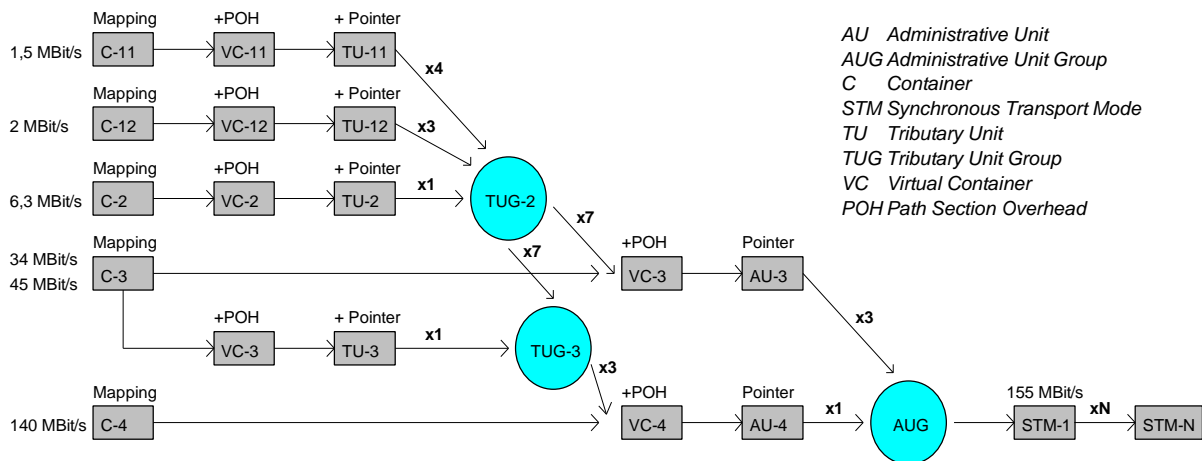 Mapping +POH + Pointer
1,5 MBit/s C-11 VC-11 TU-11
x4
Mapping +POH + Pointer
2 MBit/s C-12 VC-12 TU-12
x3
Mapping +POH + Pointer
6,3 MBit/s C-2 VC-2 TU-2 x1 TUG-2
x7
x7
Mapping +POH Pointer
34 MBit/s
45 MBit/s
C-3 VC-3 AU-3
x3
+POH + Pointer
VC-3 TU-3 x1 TUG-3
x3
Mapping +POH Pointer 155 MBit/s
140 MBit/s C-4 VC-4 AU-4 x1 AUG STM-1 xN STM-N
AU Administrative Unit
AUG Administrative Unit Group
C Container
STM Synchronous Transport Mode
TU Tributary Unit
TUG Tributary Unit Group
VC Virtual Container
POH Path Section Overhead